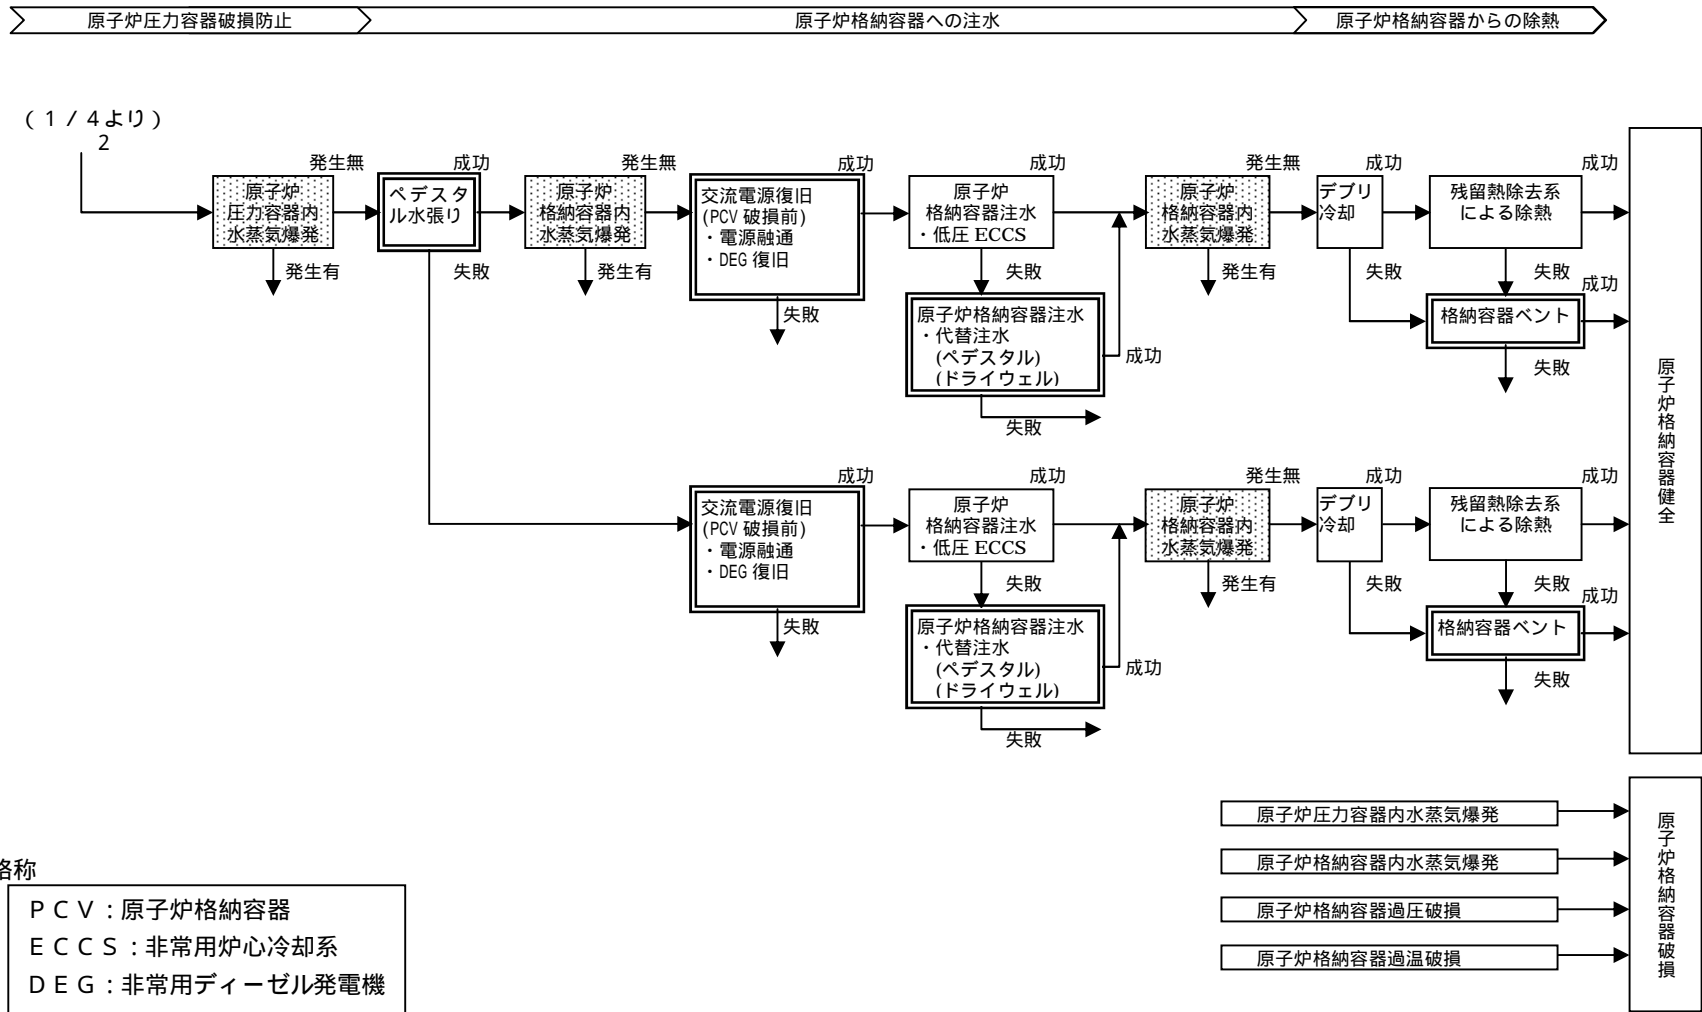 原子炉圧力容器破損防止
原子炉格納容器への注水
原子炉格納容器からの除熱
(１/４より)
2
原子炉
圧力容器内
水蒸気爆発
発生無
発生有
ペデスタ
ル水張り
成功
失敗
原子炉
格納容器内
水蒸気爆発
発生無
発生有
交流電源復旧
(PCV 破損前)
・電源融通
・DEG 復旧
成功
失敗
原子炉
格納容器注水
・低圧 ECCS
成功
失敗
原子炉格納容器注水
・代替注水
(ペデスタル)
(ドライウェル)
成功
失敗
原子炉
格納容器内
水蒸気爆発
発生無
発生有
デブリ
冷却
成功
失敗
残留熱除去系
による除熱
成功
失敗
格納容器ベント
成功
失敗
原子炉格納容器健全
交流電源復旧
(PCV 破損前)
・電源融通
・DEG 復旧
成功
失敗
原子炉
格納容器注水
・低圧 ECCS
成功
失敗
原子炉格納容器注水
・代替注水
(ペデスタル)
(ドライウェル)
成功
失敗
原子炉
格納容器内
水蒸気爆発
発生無
発生有
デブリ
冷却
成功
失敗
残留熱除去系
による除熱
成功
失敗
格納容器ベント
成功
失敗
原子炉圧力容器内水蒸気爆発
原子炉格納容器内水蒸気爆発
原子炉格納容器過圧破損
原子炉格納容器過温破損
原子炉格納容器破損
略称
ＰＣＶ：原子炉格納容器
ＥＣＣＳ：非常用炉心冷却系
ＤＥＧ：非常用ディーゼル発電機